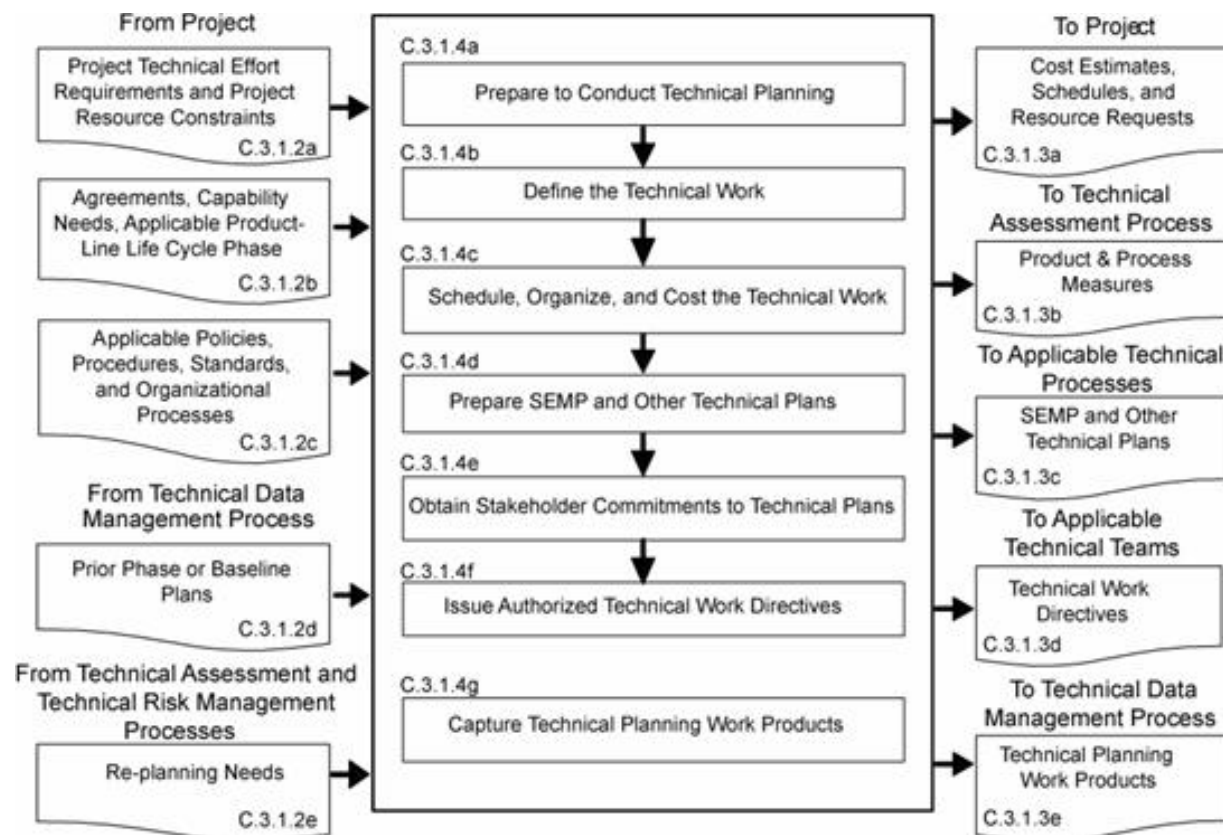 From Project
Project Technical Effort
Requirements and Project
Resource Constraints
C.3.1.2a
Agreements, Capability
Needs, Applicable Product-
Line Life Cycle Phase
C.3.1.2b
Applicable Policies,
Procedures, Standards,
and Organizational
Processes
C.3.1.2c
From Technical Data
Management Process
Prior Phase or Baseline
Plans
C.3.1.2d
From Technical Assessment and
Technical Risk Management
Processes
Re-planning Needs
C.3.1.2e
C.3.1.4a
Prepare to Conduct Technical Planning
C.3.1.4b
Define the Technical Work
C.3.1.4c
Schedule, Organize, and Cost the Technical Work
C.3.1.4d
Prepare SEMP and Other Technical Plans
C.3.1.4e
Obtain Stakeholder Commitments to Technical Plans
C.3.1.4f
Issue Authorized Technical Work Directives
C.3.1.4g
Capture Technical Planning Work Products
To Project
Cost Estimates,
Schedules, and
Resource Requests
C.3.1.3a
To Technical
Assessment Process
Product & Process
Measures
C.3.1.3b
To Applicable Technical
Processes
SEMP and Other
Technical Plans
C.3.1.3c
To Applicable
Technical Teams
Technical Work
Directives
C.3.1.3d
To Technical Data
Management Process
Technical Planning
Work Products
C.3.1.3e